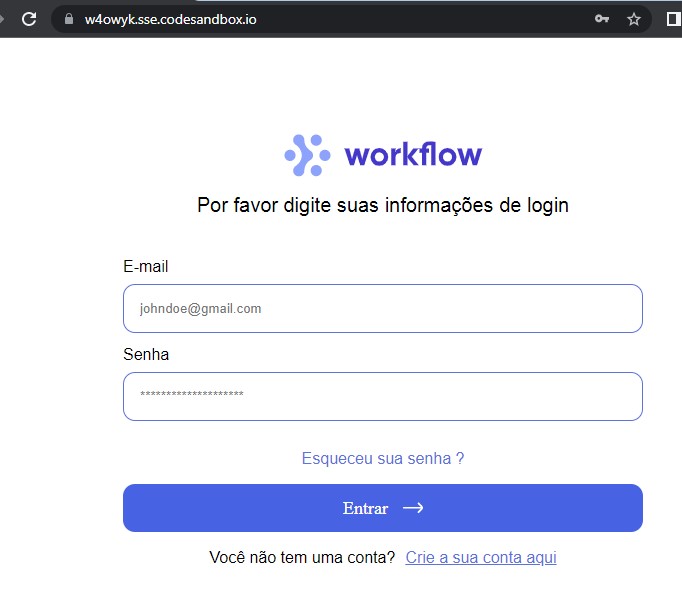 w4owyk.sse.codesandbox.io
workflow
Por favor digite suas informações de login
E-mail
johndoe@gmail.com
Senha
********************
Esqueceu sua senha ?
Entrar →
Você não tem uma conta? Crie a sua conta aqui